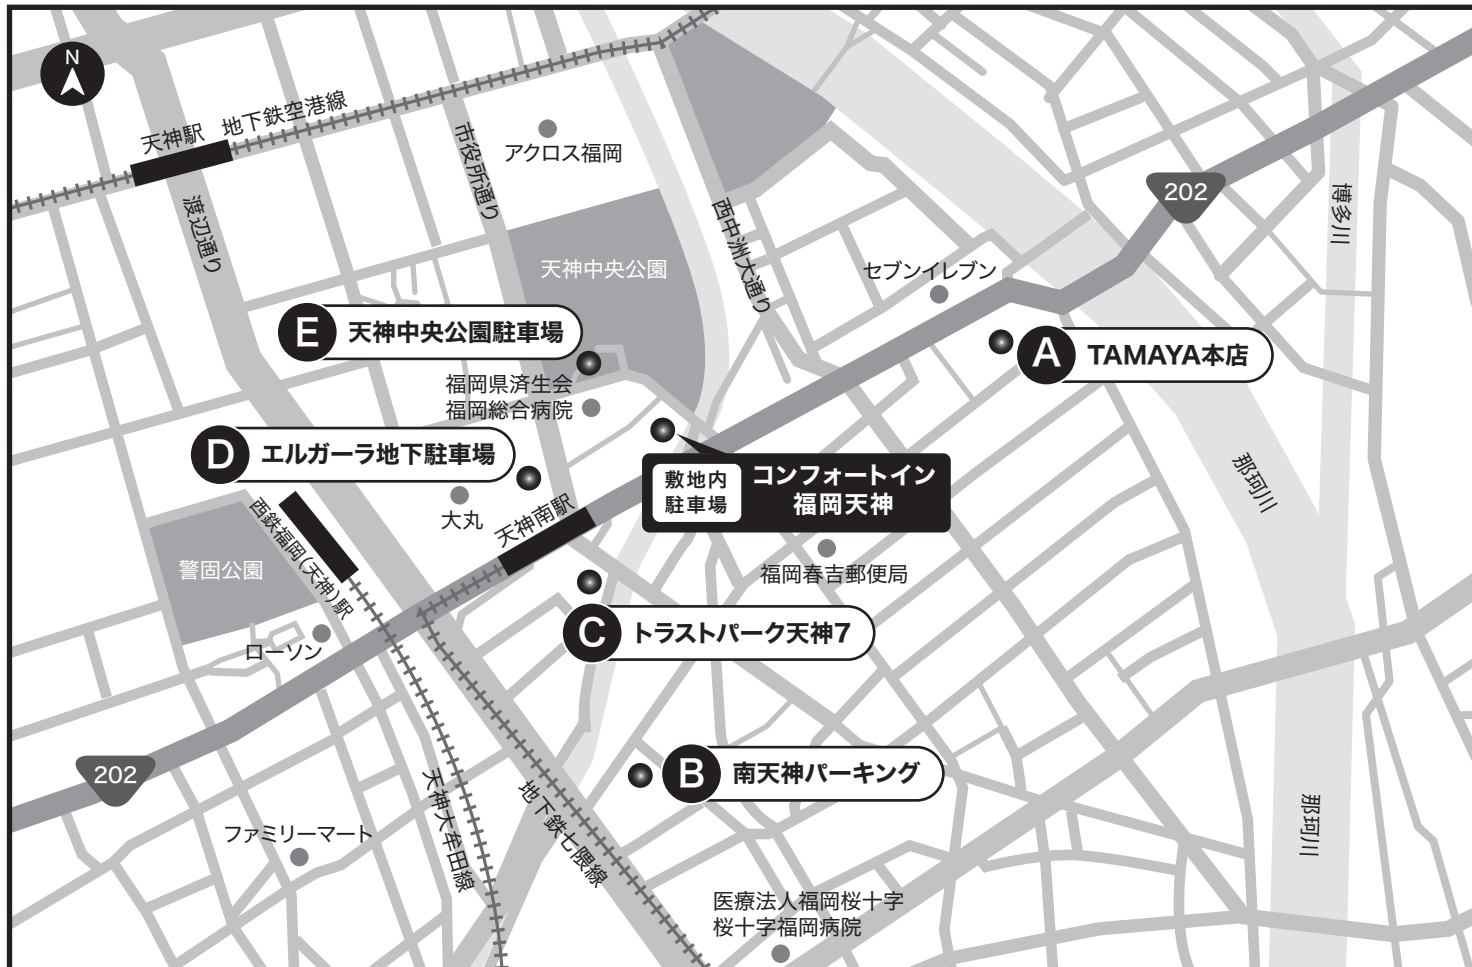 N
天神駅
地下鉄空港線
市役所通り
アクロス福岡
渡辺通り
天神中央公園
西中洲大通り
セブンイレブン
202
博多川
E 天神中央公園駐車場
A TAMAYA本店
福岡県済生会
福岡総合病院
D エルガーラ地下駐車場
敷地内
駐車場
コンフォートイン
福岡天神
那珂川
大丸
天神南駅
西鉄福岡(天神)駅
警固公園
福岡春吉郵便局
C トラストパーク天神7
ローソン
202
B 南天神パーキング
天神大牟田線
地下鉄七隈線
那珂川
ファミリーマート
医療法人福岡桜十字
桜十字福岡病院